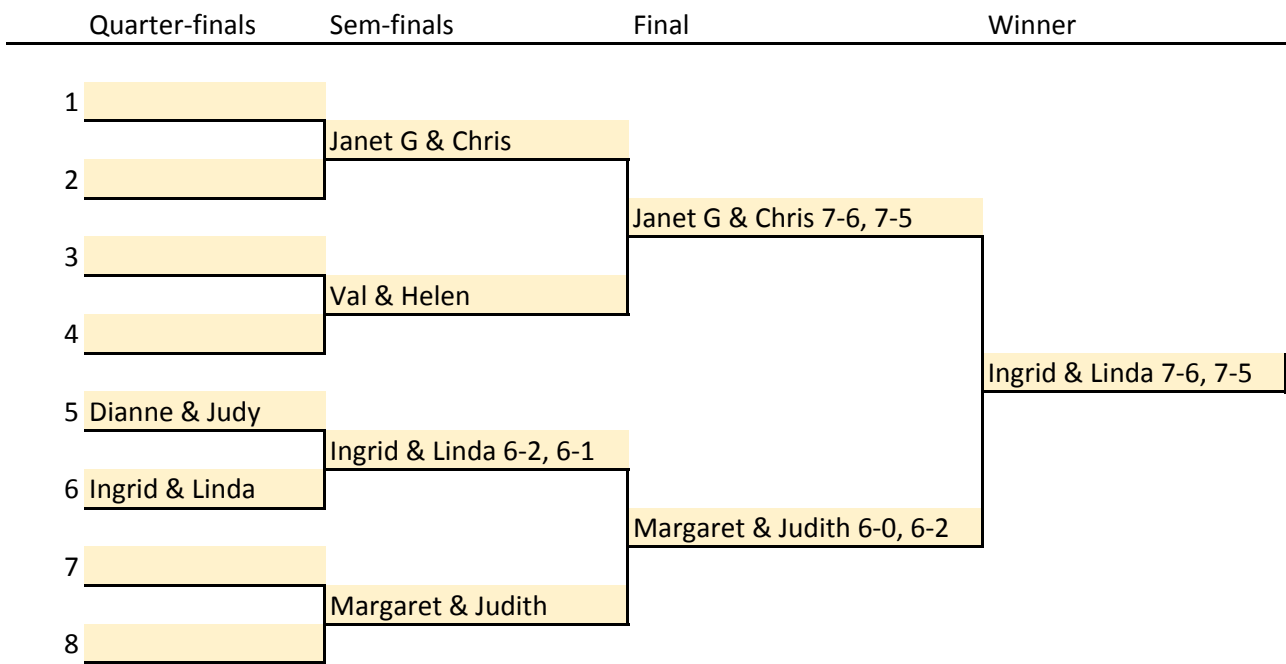 Quarter-finals Sem-finals Final Winner
1
Janet G & Chris
2
Janet G & Chris 7-6, 7-5
3
Val & Helen
4
Ingrid & Linda 7-6, 7-5
5 Dianne & Judy
Ingrid & Linda 6-2, 6-1
6 Ingrid & Linda
Margaret & Judith 6-0, 6-2
7
Margaret & Judith
8